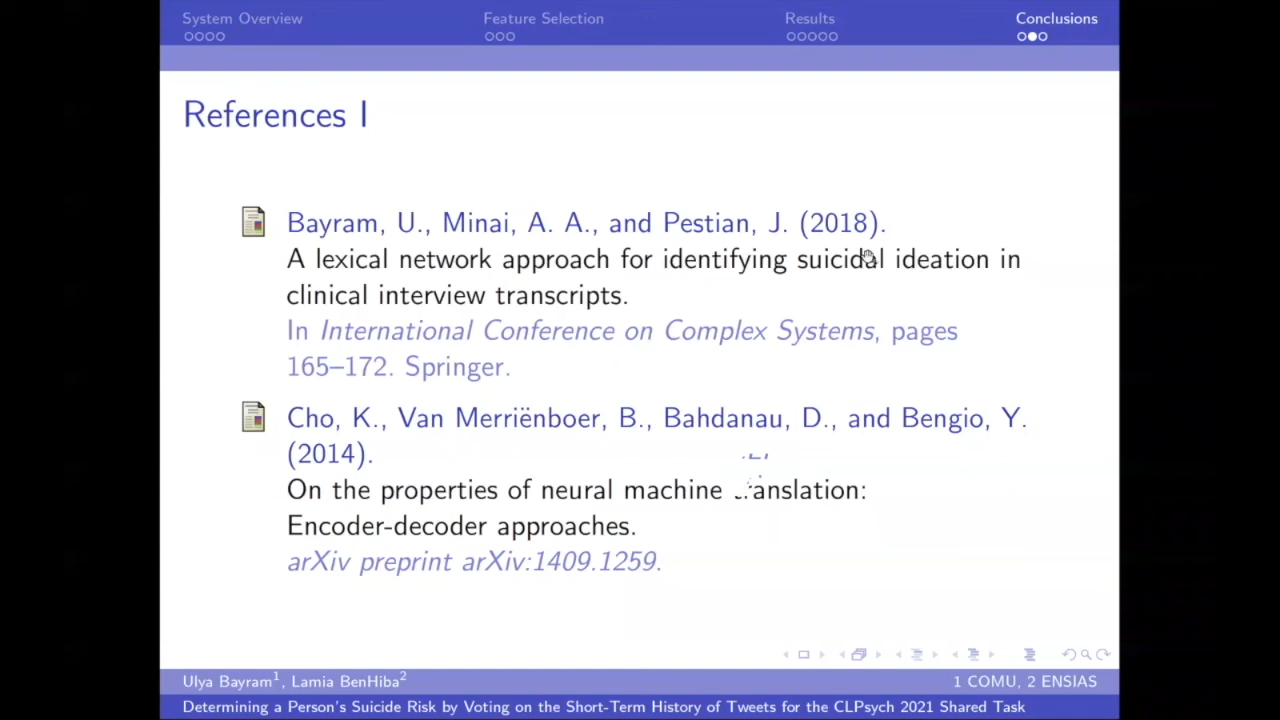 System Overview Feature Selection Results Conclusions
References I
Bayram, U., Minai, A. A., and Pestian, J. (2018).
A lexical network approach for identifying suicidal ideation in
clinical interview transcripts.
In International Conference on Complex Systems, pages
165–172. Springer.
Cho, K., Van Merriënboer, B., Bahdanau, D., and Bengio, Y.
(2014).
On the properties of neural machine translation:
Encoder-decoder approaches.
arXiv preprint arXiv:1409.1259.
Ulya Bayram1, Lamia BenHiba2 1 COMU, 2 ENSIAS
Determining a Person's Suicide Risk by Voting on the Short-Term History of Tweets for the CLPsych 2021 Shared Task